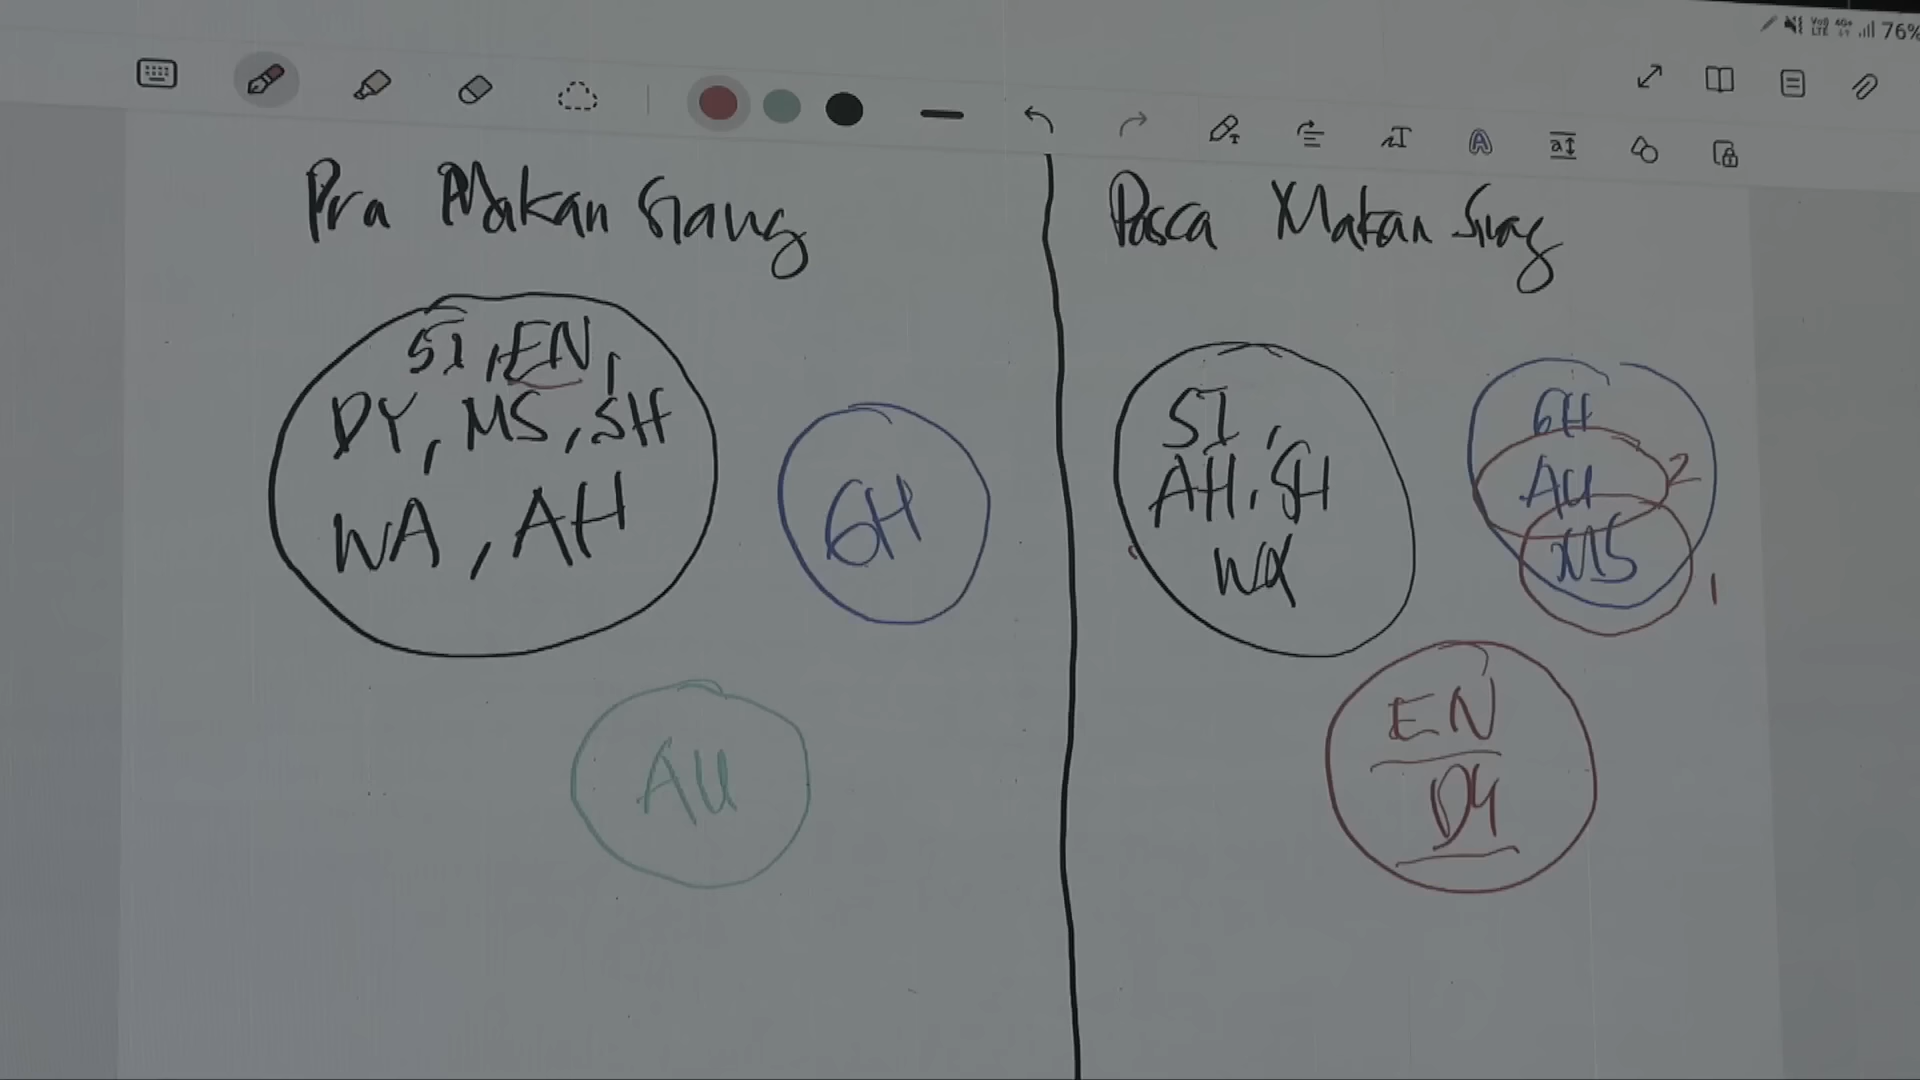 76%
Pra Makan Siang
SI, EN,
DY, MS, SH
WA, AH
GH
AU
Pasca Makan Siang
SI,
AH, SH
WA
GH
AU
2
MS
1
EN
DY